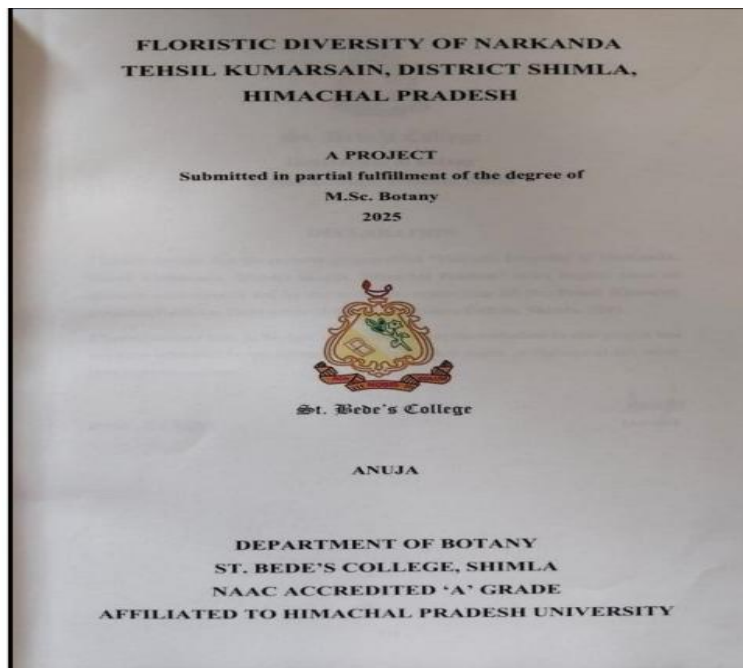 FLORISTIC DIVERSITY OF NARKANDA
TEHSIL KUMARSAIN, DISTRICT SHIMLA,
HIMACHAL PRADESH
A PROJECT
Submitted in partial fulfillment of the degree of
M.Sc. Botany
2025
St. Bede's College
ANUJA
DEPARTMENT OF BOTANY
ST. BEDE'S COLLEGE, SHIMLA
NAAC ACCREDITED ‘A’ GRADE
AFFILIATED TO HIMACHAL PRADESH UNIVERSITY